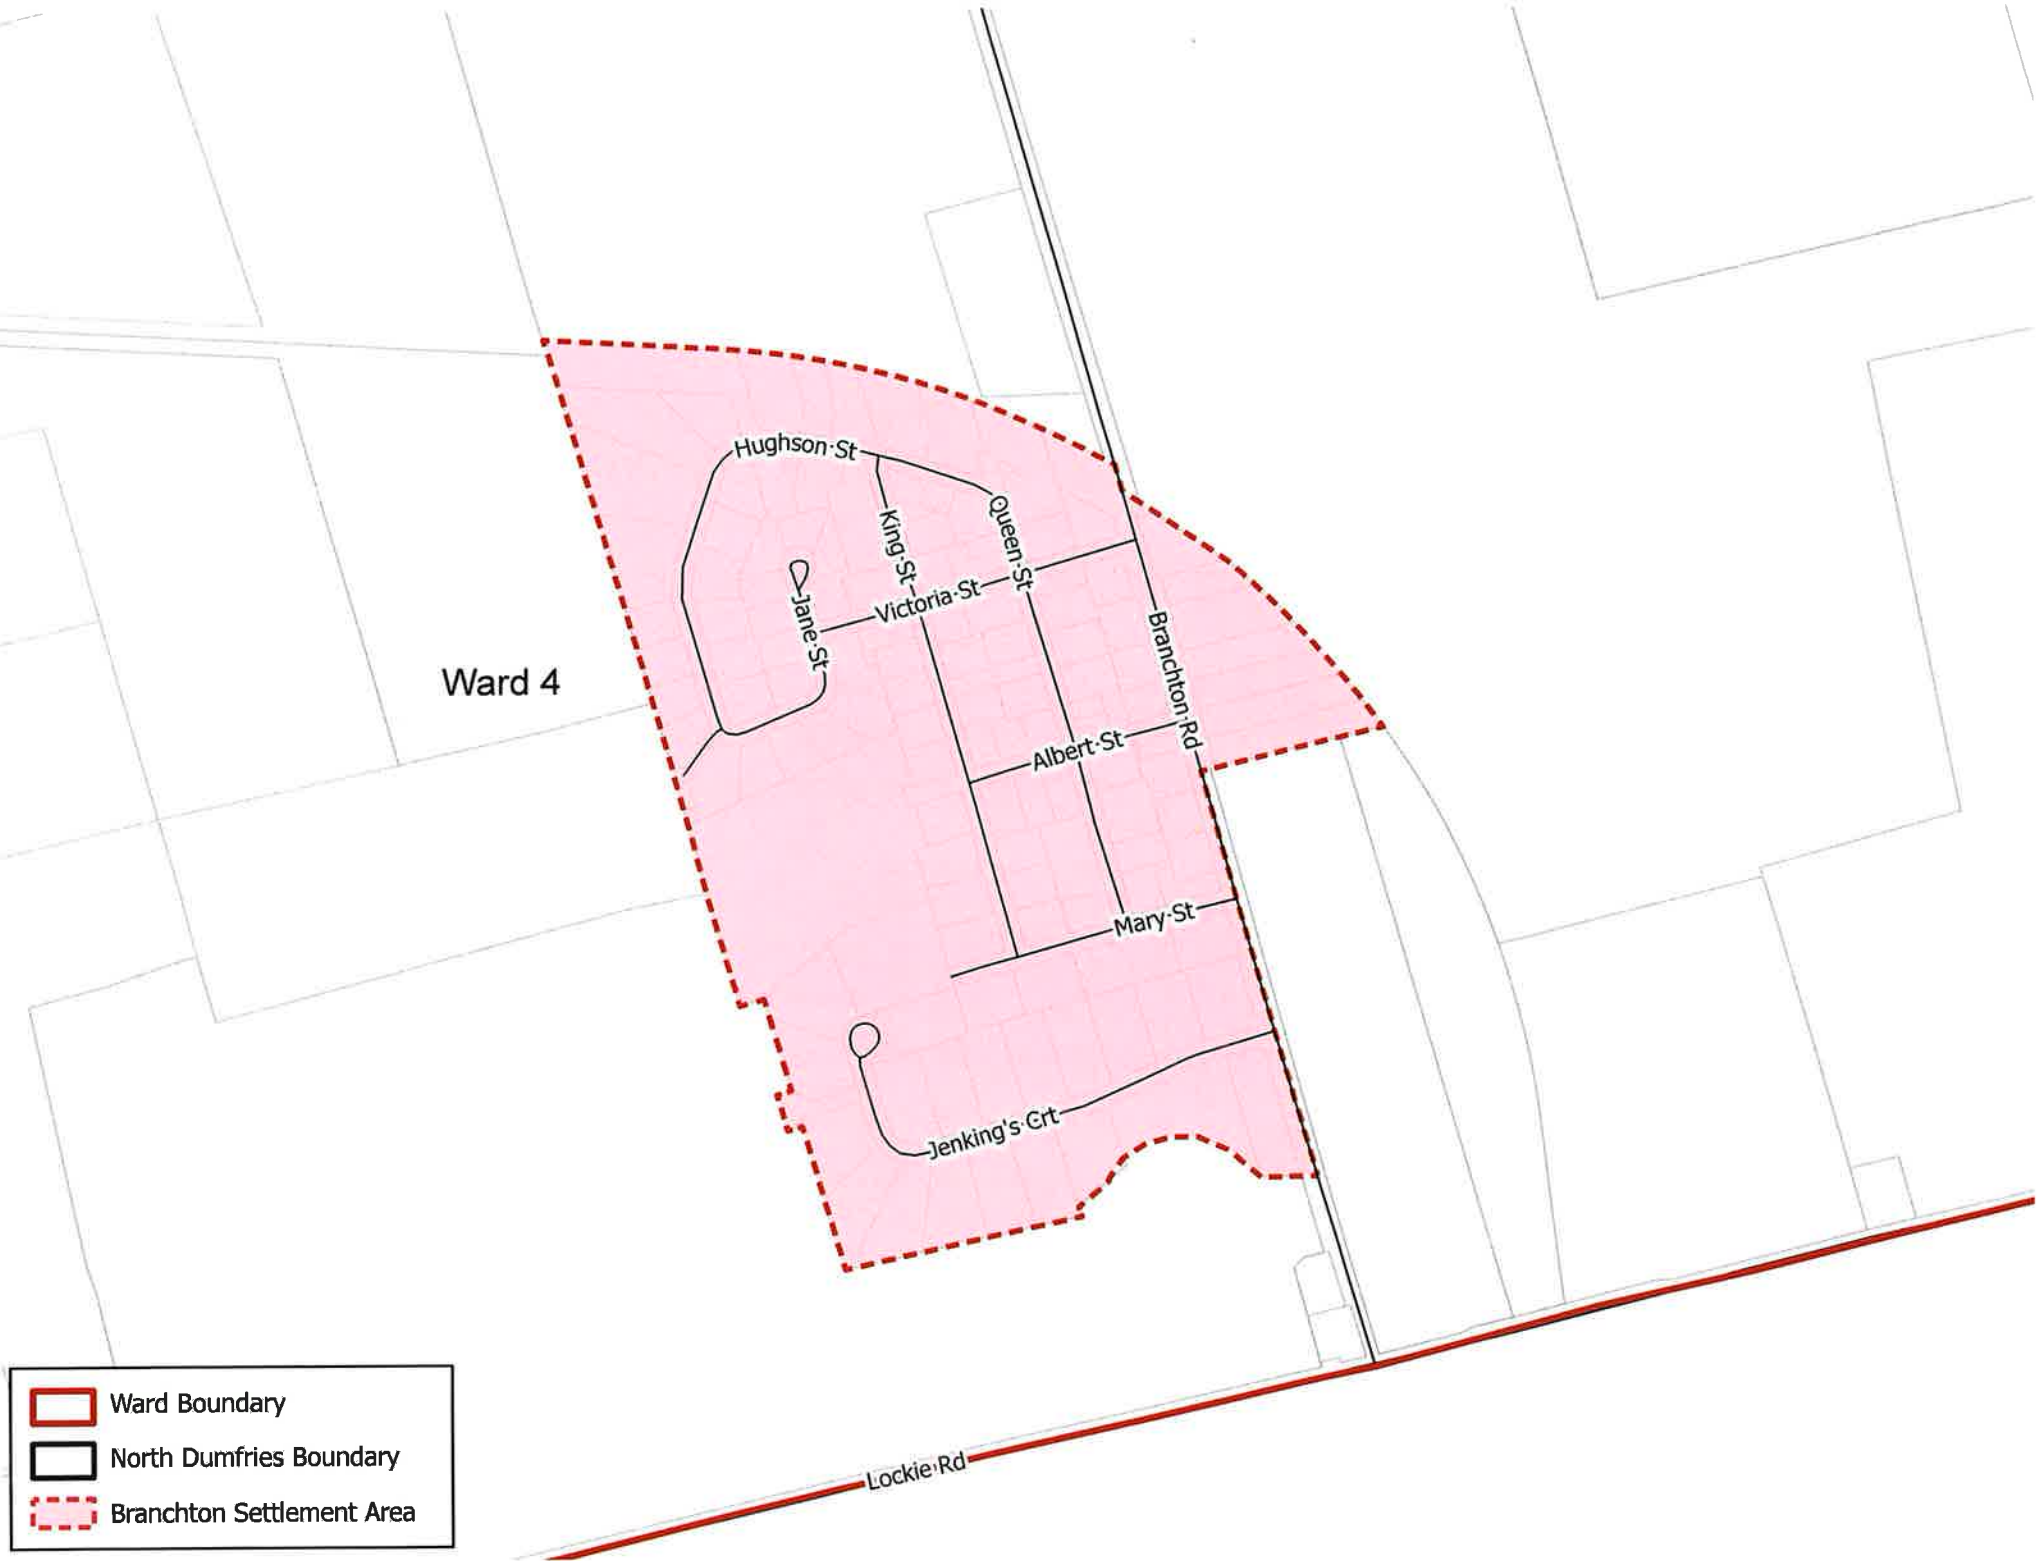 Hughson St
Queen St
King St
Victoria St
Jane St
Branchton Rd
Ward 4
Albert St
Mary St
Jenking's Crt
Ward Boundary
North Dumfries Boundary
Lockie Rd
Branchton Settlement Area